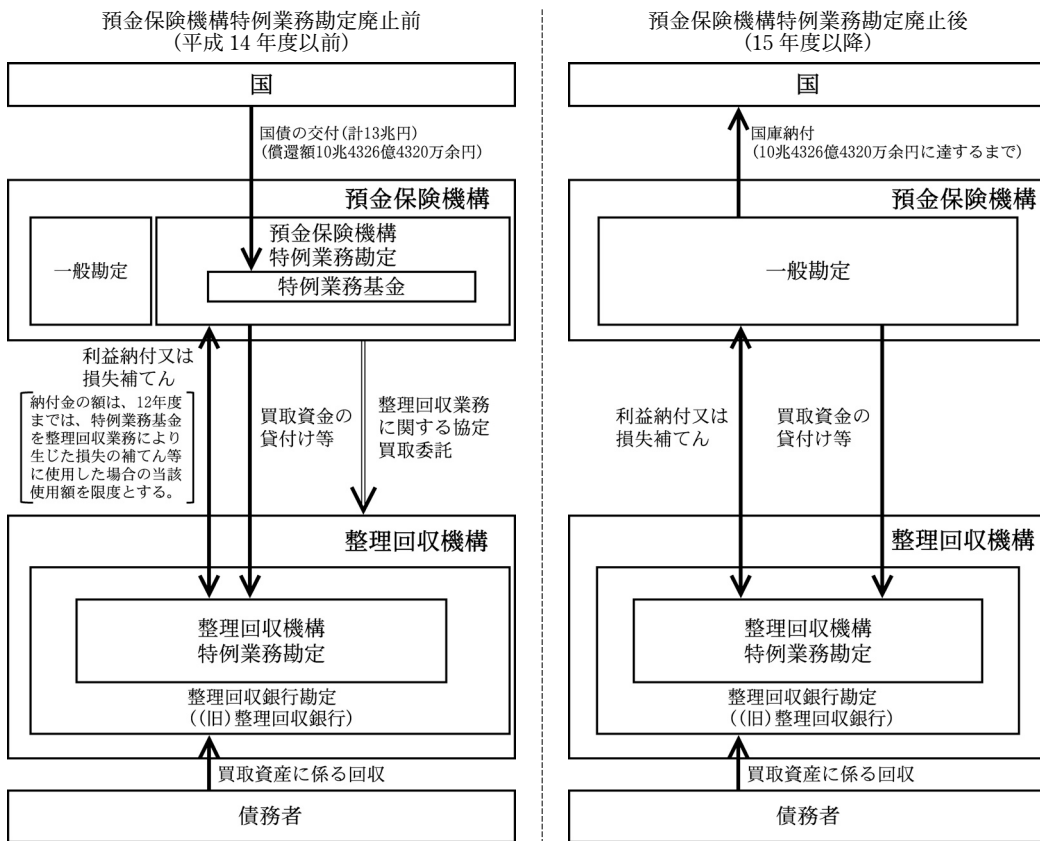 預金保険機構特例業務勘定廃止前
(平成 14 年度以前)
国
国債の交付(計13兆円)
(償還額10兆4326億4320万余円)
預金保険機構
一般勘定
預金保険機構
特例業務勘定
特例業務基金
利益納付又は
損失補てん
納付金の額は、12年度
までは、特例業務基金
を整理回収業務により
生じた損失の補てん等
に使用した場合の当該
使用額を限度とする。
買取資金の
貸付け等
整理回収業務
に関する協定
買取委託
整理回収機構
整理回収機構
特例業務勘定
整理回収銀行勘定
((旧)整理回収銀行)
買取資産に係る回収
債務者
預金保険機構特例業務勘定廃止後
(15 年度以降)
国
国庫納付
(10兆4326億4320万余円に達するまで)
預金保険機構
一般勘定
利益納付又は
損失補てん
買取資金の
貸付け等
整理回収機構
整理回収機構
特例業務勘定
整理回収銀行勘定
((旧)整理回収銀行)
買取資産に係る回収
債務者